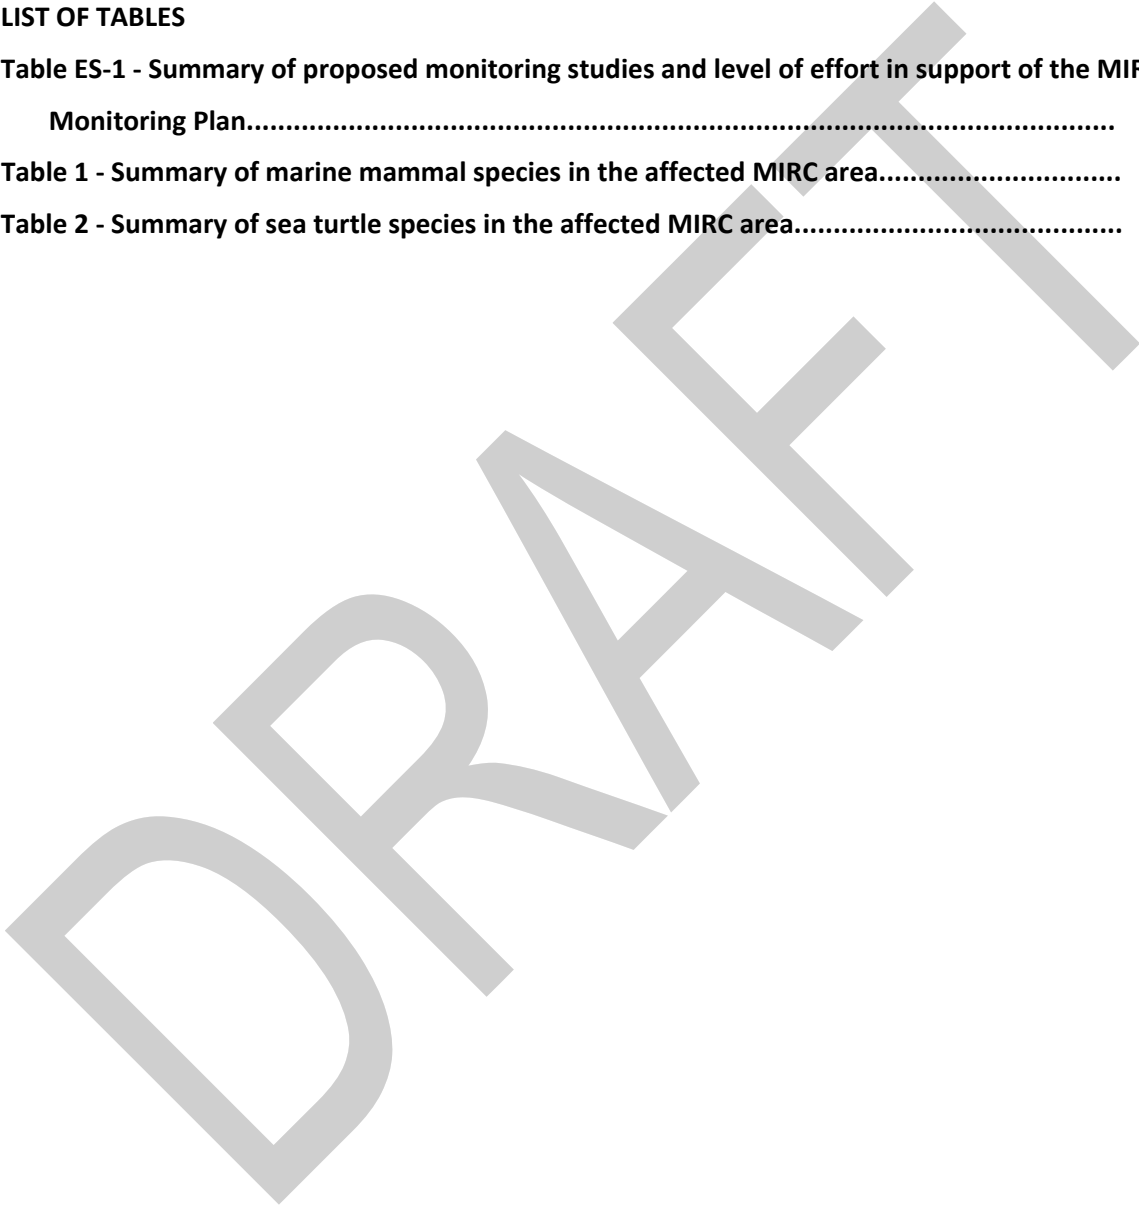 LIST OF TABLES
Table ES-1 - Summary of proposed monitoring studies and level of effort in support of the
Monitoring Plan..............................................................................................................
Table 1 - Summary of marine mammal species in the affected MIRC area...............................
Table 2 - Summary of sea turtle species in the affected MIRC area..........................................
DRAFT